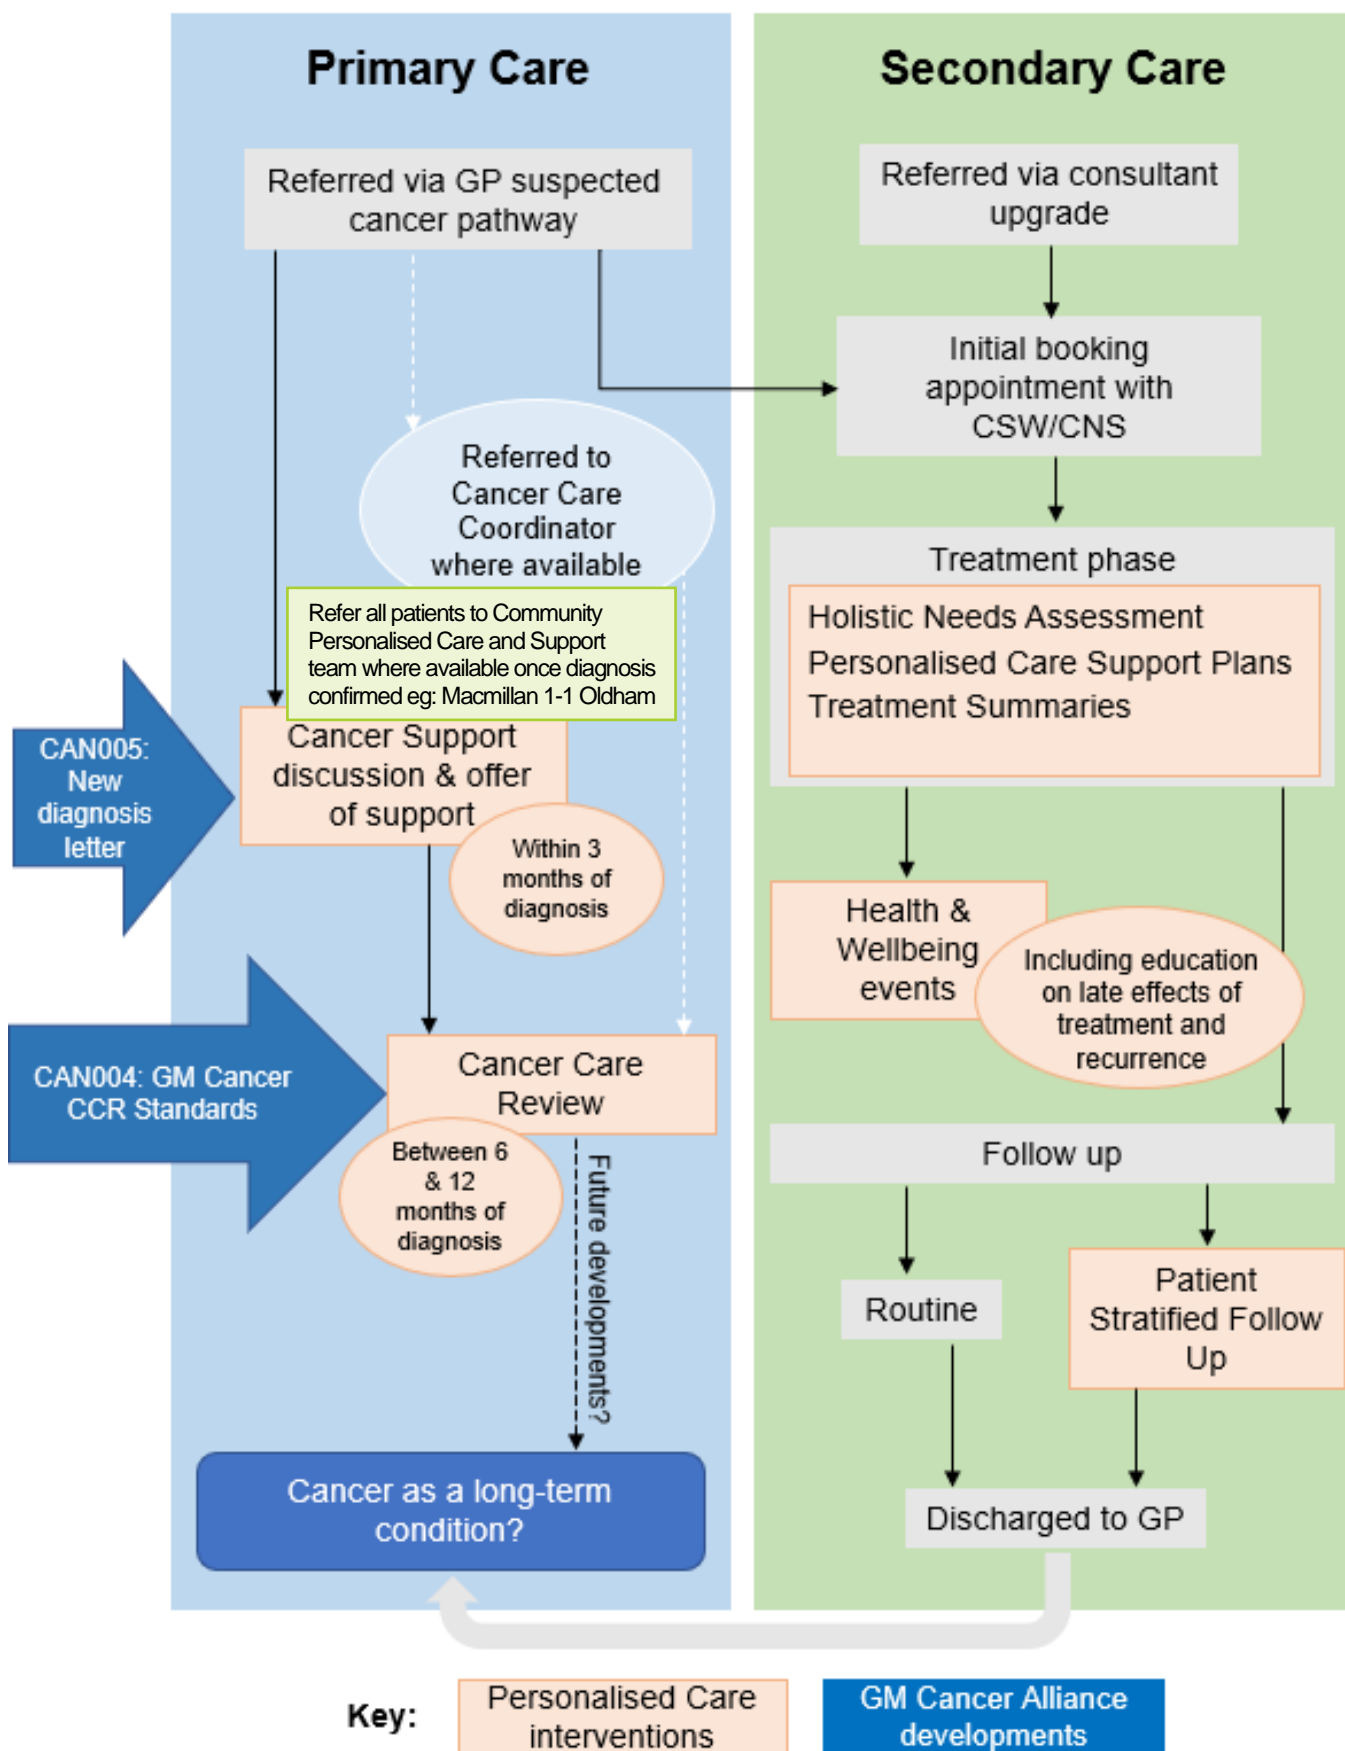 Primary Care
Referred via GP suspected
cancer pathway
Referred to
Cancer Care
Coordinator
where available
Refer all patients to Community
Personalised Care and Support
team where available once diagnosis
confirmed eg: Macmillan 1-1 Oldham
CAN005:
New
diagnosis
letter
Cancer Support
discussion & offer
of support
Within 3
months of
diagnosis
CAN004: GM Cancer
CCR Standards
Cancer Care
Review
Between 6
& 12
months of
diagnosis
Future developments?
Cancer as a long-term
condition?
Secondary Care
Referred via consultant
upgrade
Initial booking
appointment with
CSW/CNS
Treatment phase
Holistic Needs Assessment
Personalised Care Support Plans
Treatment Summaries
Health &
Wellbeing
events
Including education
on late effects of
treatment and
recurrence
Follow up
Routine
Patient
Stratified Follow
Up
Discharged to GP
Key:
Personalised Care
interventions
GM Cancer Alliance
developments